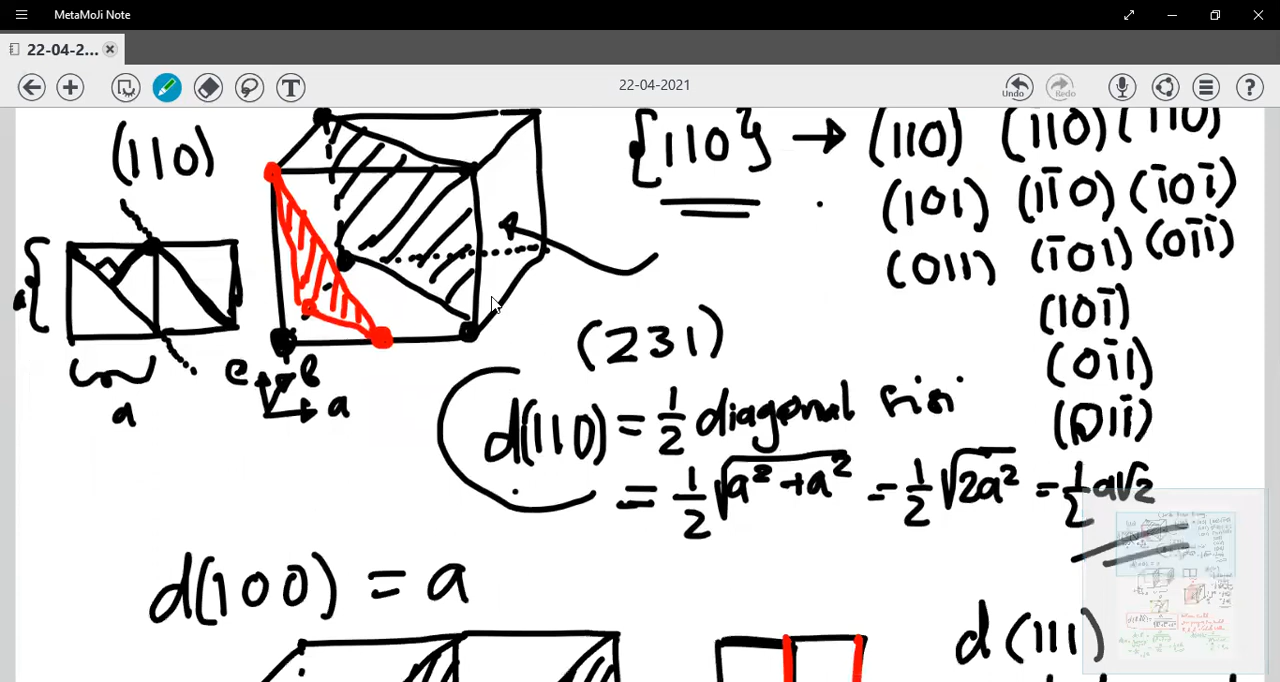 MetaMoJi Note
22-04-2...
22-04-2021
Undo
Redo
(110)
{110} → (110) (1̄10) (1̄1̄0)
(101) (11̄0) (1̄01̄)
(011) (1̄01) (01̄1̄)
(101̄)
(01̄1)
(011̄)
a
a
c b
a
(231)
d(110) = 1/2 diagonal sisi
= 1/2 √a² + a² = 1/2 √2a² = 1/2 a√2
d(100) = a
d (111)